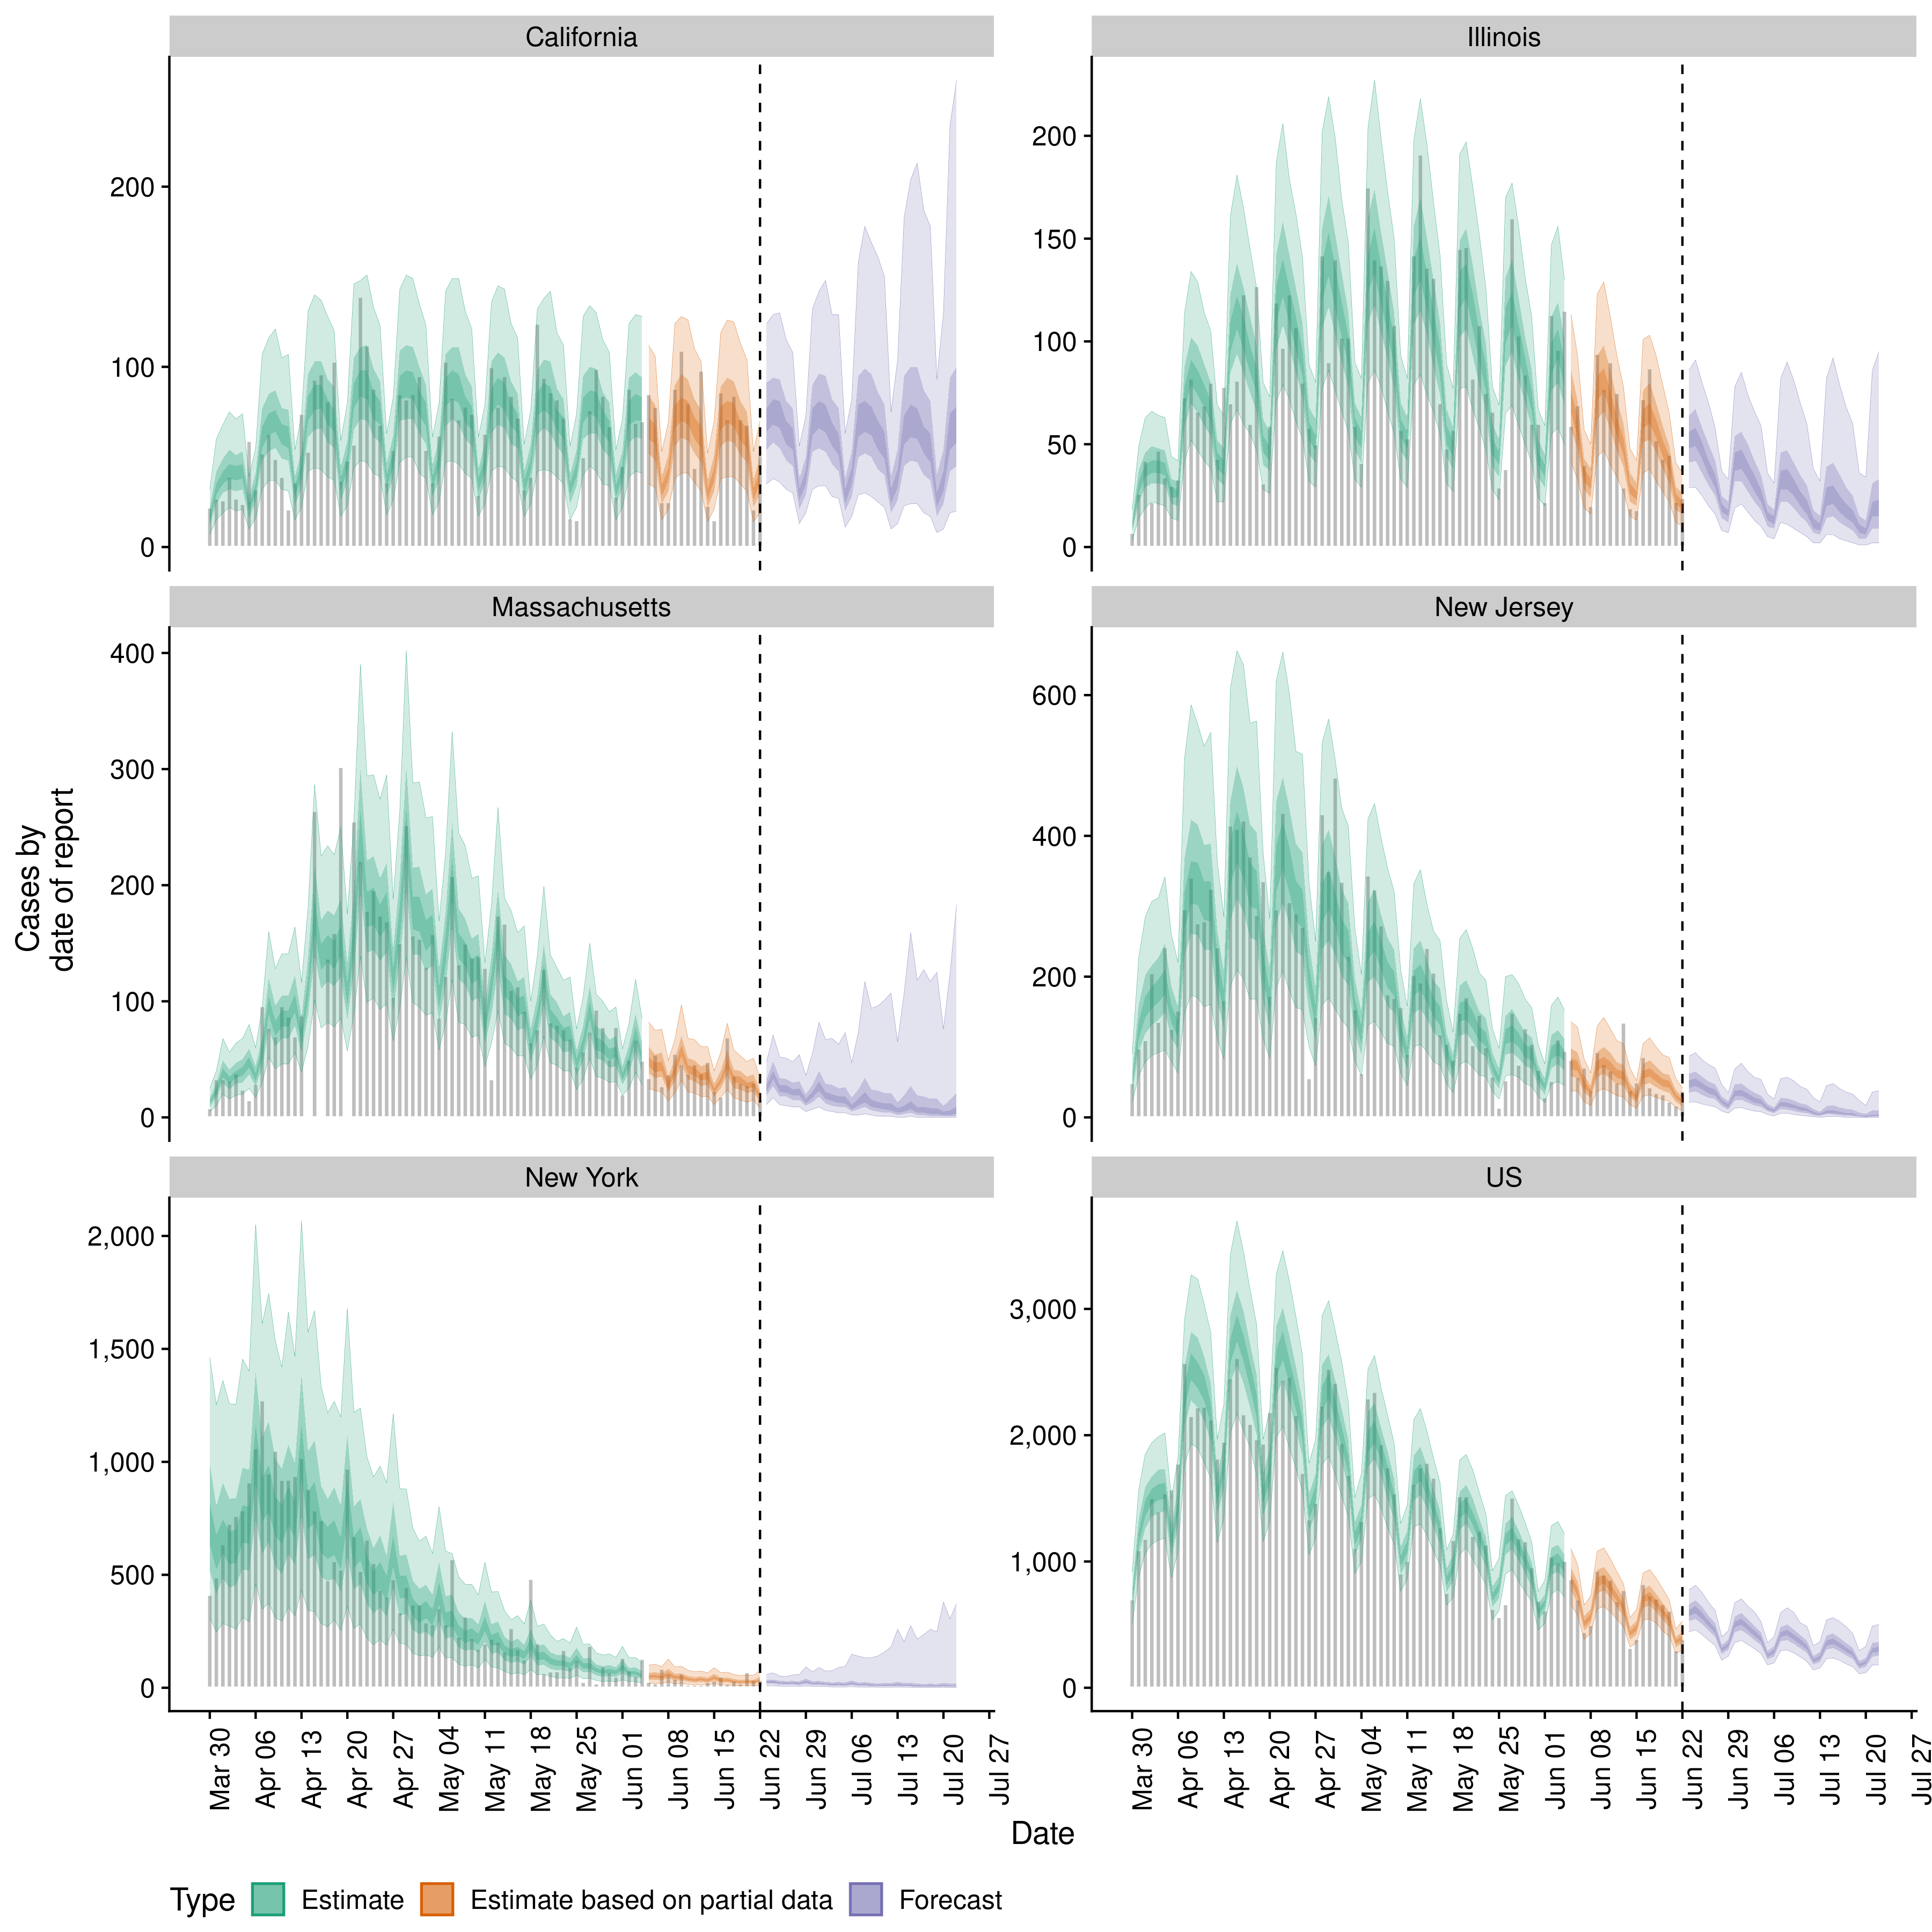 California
Illinois
200
100
0
200
150
100
50
0
Massachusetts
New Jersey
400
300
200
100
0
600
400
200
0
Cases by
date of report
New York
US
2,000
1,500
1,000
500
0
3,000
2,000
1,000
0
Mar 30
Apr 06
Apr 13
Apr 20
Apr 27
May 04
May 11
May 18
May 25
Jun 01
Jun 08
Jun 15
Jun 22
Jun 29
Jul 06
Jul 13
Jul 20
Jul 27
Mar 30
Apr 06
Apr 13
Apr 20
Apr 27
May 04
May 11
May 18
May 25
Jun 01
Jun 08
Jun 15
Jun 22
Jun 29
Jul 06
Jul 13
Jul 20
Jul 27
Date
Type Estimate Estimate based on partial data Forecast